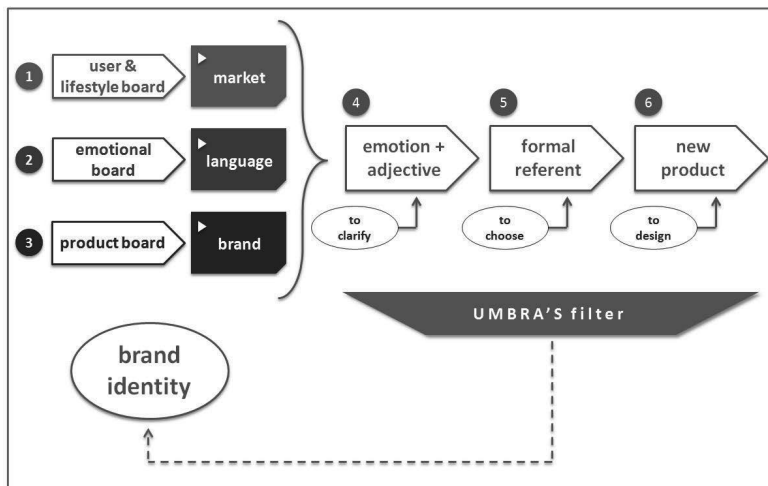 1
user &
lifestyle board
market
2
emotional
board
language
3
product board
brand
4
emotion +
adjective
to
clarify
5
formal
referent
to
choose
6
new
product
to
design
UMBRA'S filter
brand
identity